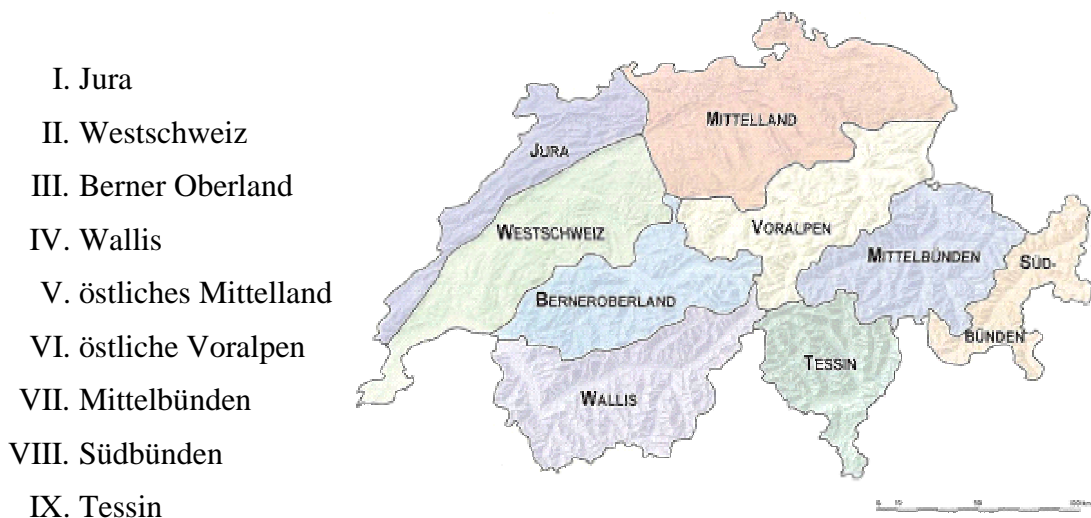 I. Jura
II. Westschweiz
III. Berner Oberland
IV. Wallis
V. östliches Mittelland
VI. östliche Voralpen
VII. Mittelbünden
VIII. Südbünden
IX. Tessin
MITTELLAND
JURA
WESTSCHWEIZ
VORALPEN
MITTELBÜNDEN
SÜD-
BÜNDEN
BERNEROBERLAND
TESSIN
WALLIS